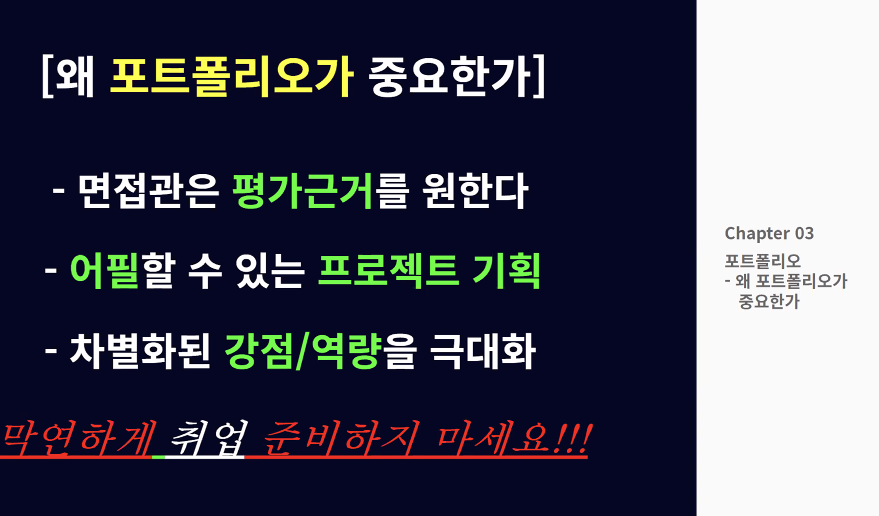 [왜 포트폴리오가 중요한가]
- 면접관은 평가근거를 원한다
- 어필할 수 있는 프로젝트 기획
- 차별화된 강점/역량을 극대화
막연하게 취업 준비하지 마세요!!!
Chapter 03
포트폴리오
- 왜 포트폴리오가
중요한가